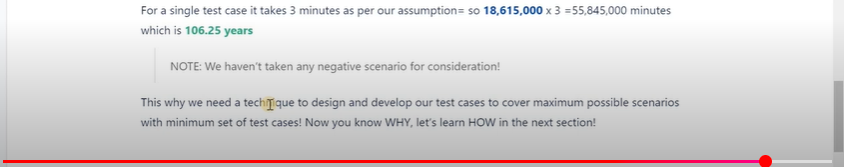 For a single test case it takes 3 minutes as per our assumption= so 18,615,000 x 3 =55,845,000 minutes
which is 106.25 years
NOTE: We haven't taken any negative scenario for consideration!
This why we need a technique to design and develop our test cases to cover maximum possible scenarios
with minimum set of test cases! Now you know WHY, let's learn HOW in the next section!